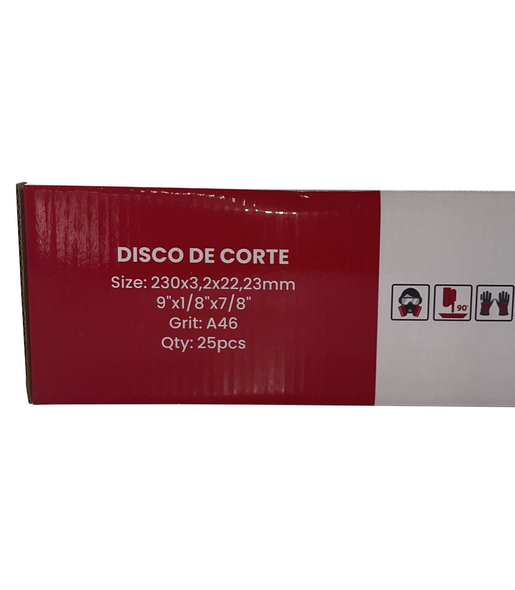 DISCO DE CORTE
Size: 230x3,2x22,23mm
9"x1/8"x7/8"
Grit: A46
Qty: 25pcs
90°